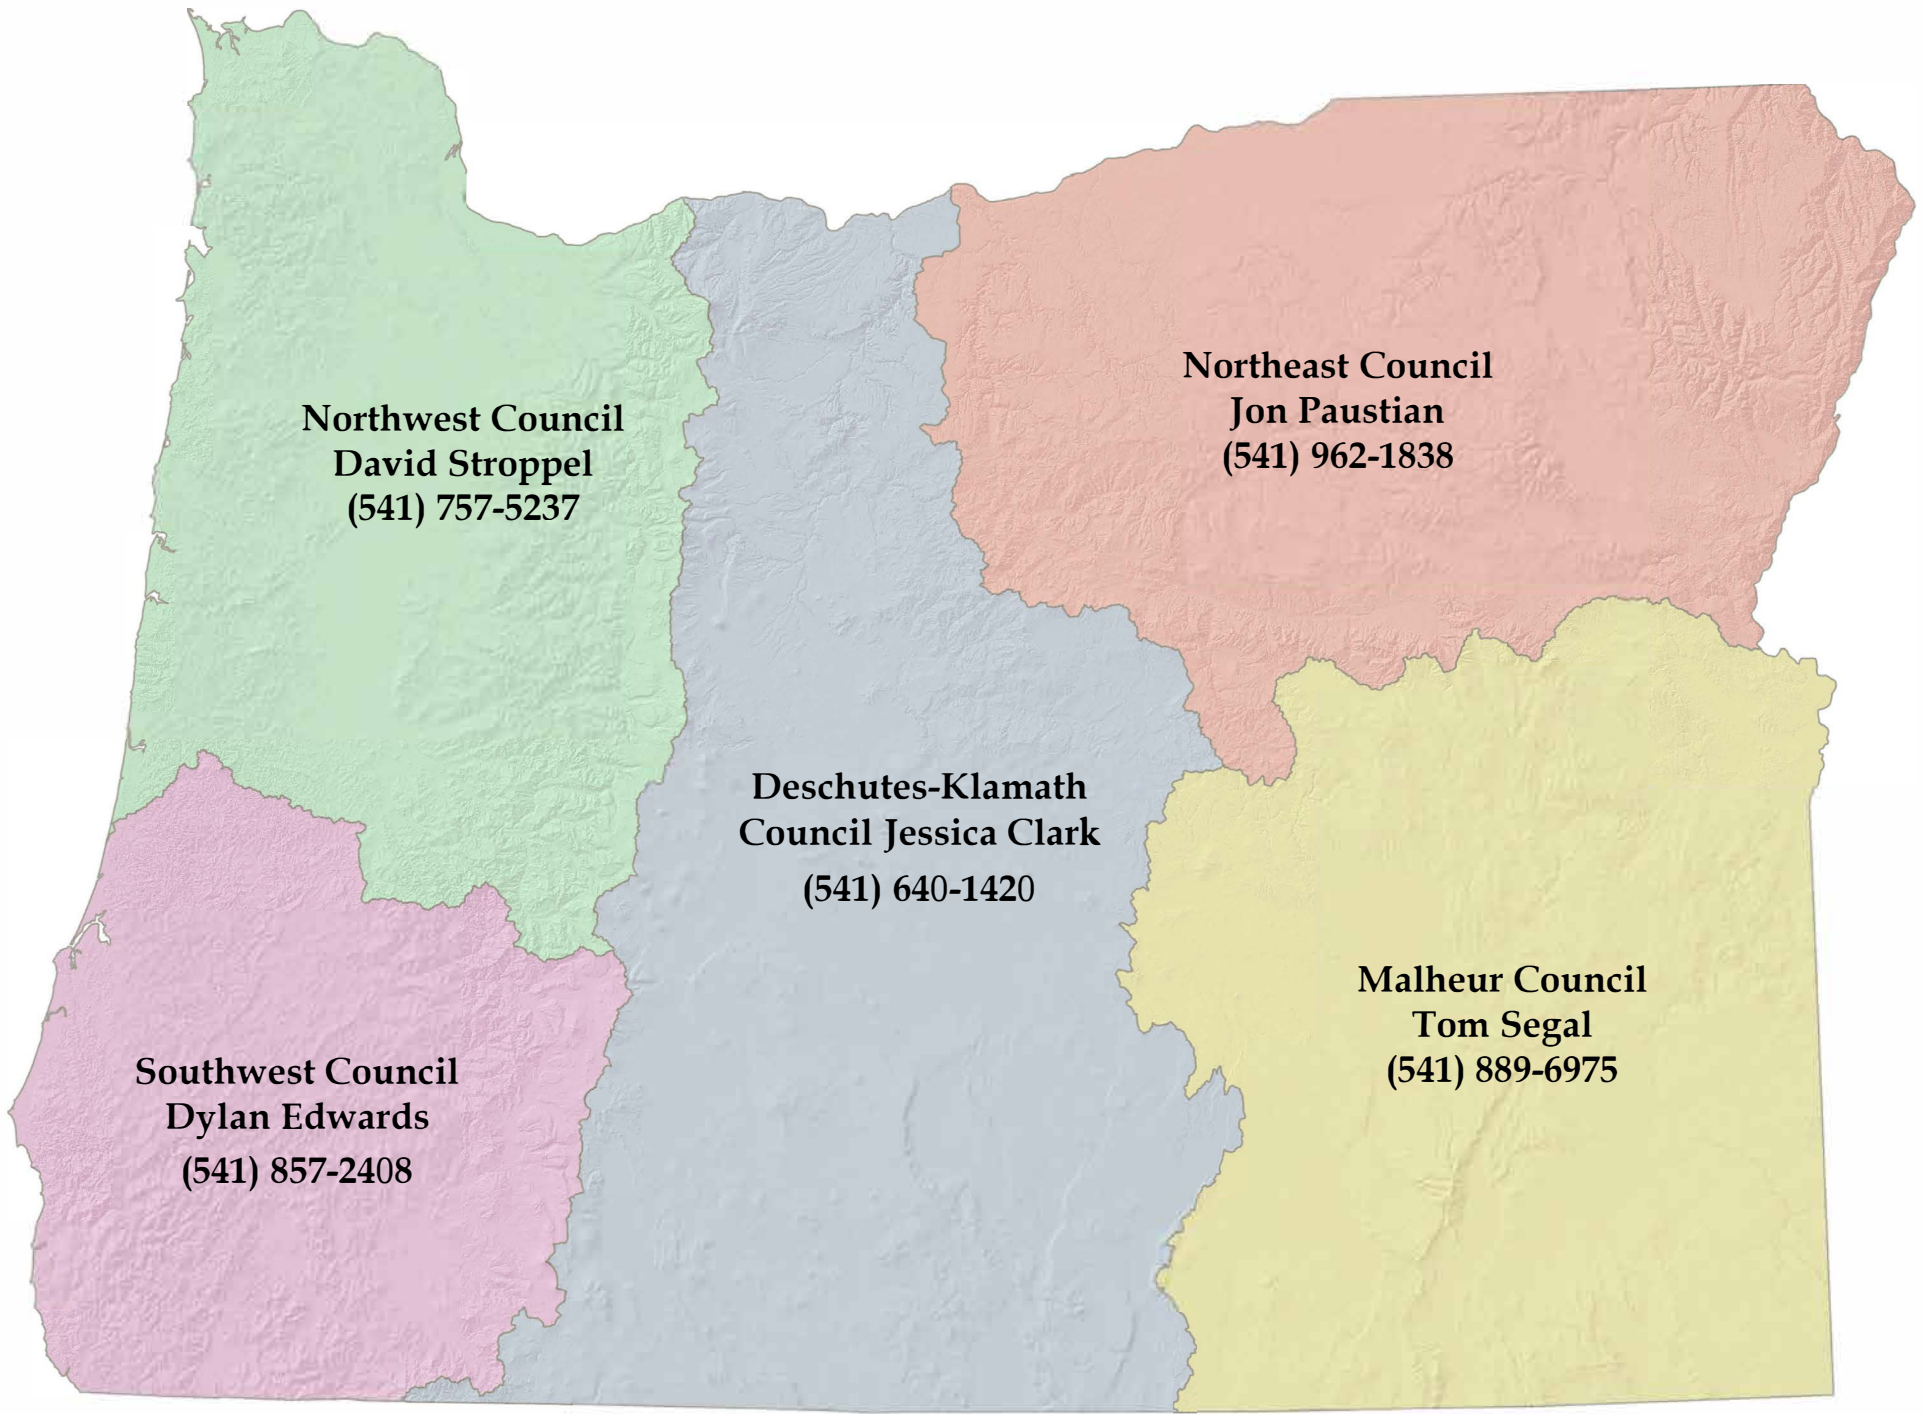 Northwest Council
David Stroppel
(541) 757-5237
Northeast Council
Jon Paustian
(541) 962-1838
Deschutes-Klamath
Council Jessica Clark
(541) 640-1420
Malheur Council
Tom Segal
(541) 889-6975
Southwest Council
Dylan Edwards
(541) 857-2408